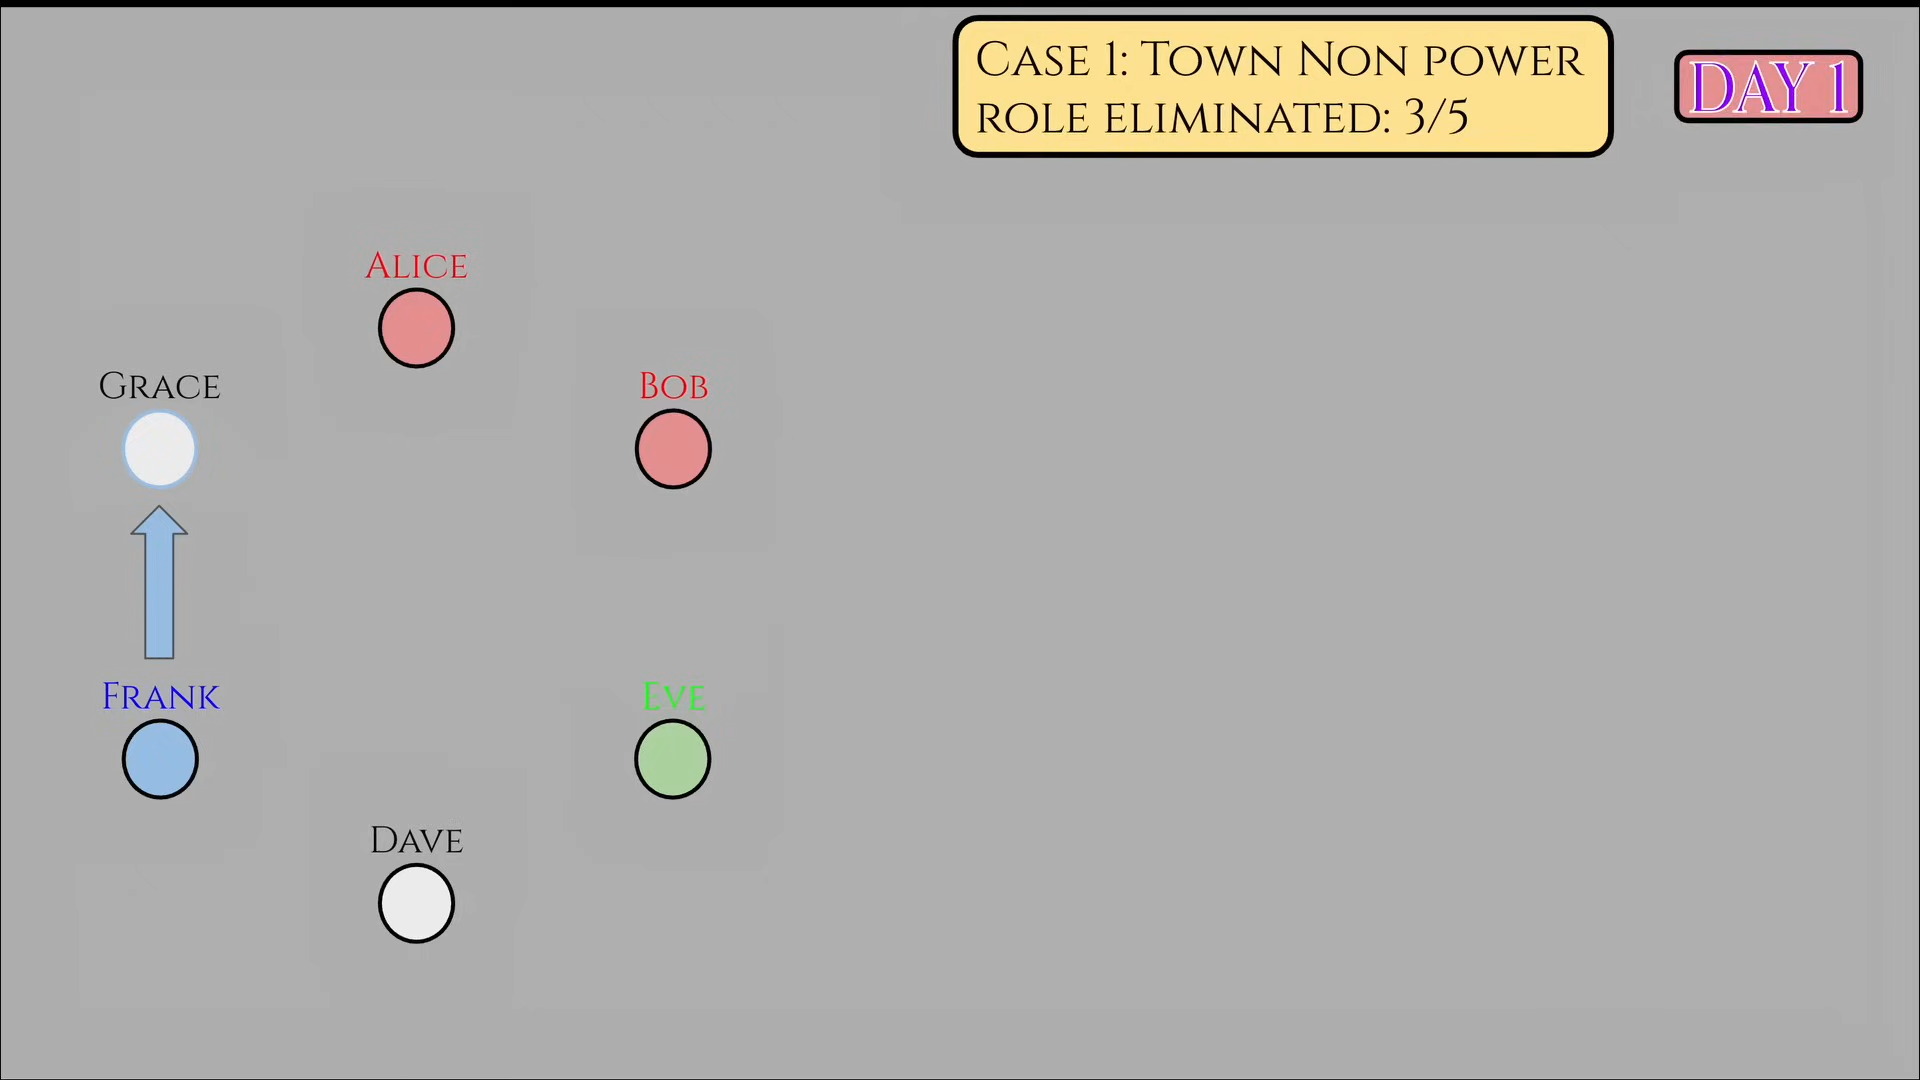 Case 1: Town Non power
role eliminated: 3/5
DAY 1
Alice
Grace
Bob
Frank
Eve
Dave